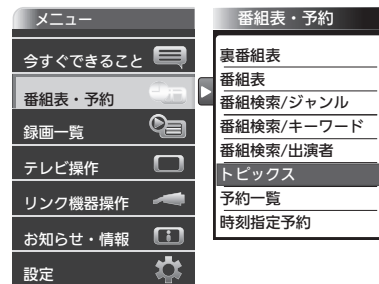 メニュー
今すぐできること
番組表・予約
録画一覧
テレビ操作
リンク機器操作
お知らせ・情報
設定
番組表・予約
裏番組表
番組表
番組検索/ジャンル
番組検索/キーワード
番組検索/出演者
トピックス
予約一覧
時刻指定予約